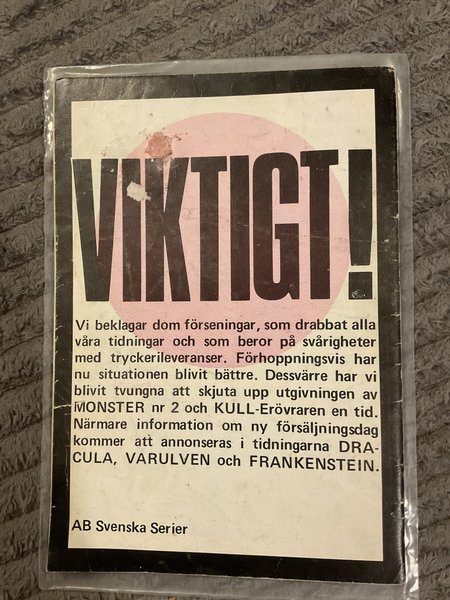 VIKTIGT!
Vi beklagar dom förseningar, som drabbat alla
våra tidningar och som beror på svårigheter
med tryckerileveranser. Förhoppningsvis har
nu situationen blivit bättre. Dessvärre har vi
blivit tvungna att skjuta upp utgivningen av
MONSTER nr 2 och KULL-Erövraren en tid.
Närmare information om ny försäljningsdag
kommer att annonseras i tidningarna DRA-
CULA, VARULVEN och FRANKENSTEIN.
AB Svenska Serier